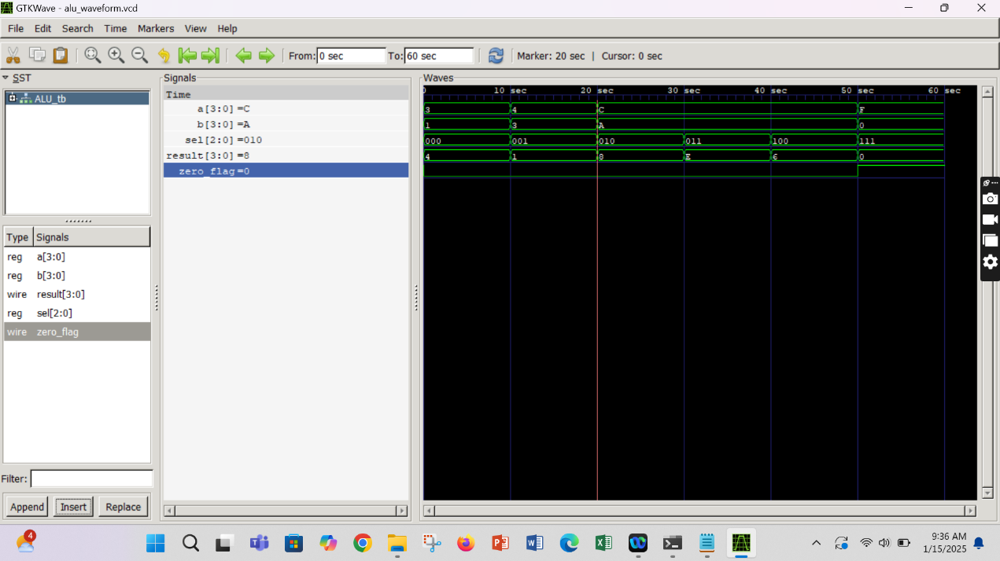 GTKWave - alu_waveform.vcd
File Edit Search Time Markers View Help
From: 0 sec To: 60 sec Marker: 20 sec | Cursor: 0 sec
SST
ALU_tb
Type Signals
reg a[3:0]
reg b[3:0]
wire result[3:0]
reg sel[2:0]
wire zero_flag
Filter:
Append Insert Replace
Signals
Time
a[3:0] =C
b[3:0] =A
sel[2:0] =010
result[3:0] =8
zero_flag =0
Waves
0 10 sec 20 sec 30 sec 40 sec 50 sec 60 sec
3 4 C F
1 3 A 0
000 001 010 011 100 111
4 1 8 E 6 0
4
9:36 AM
1/15/2025